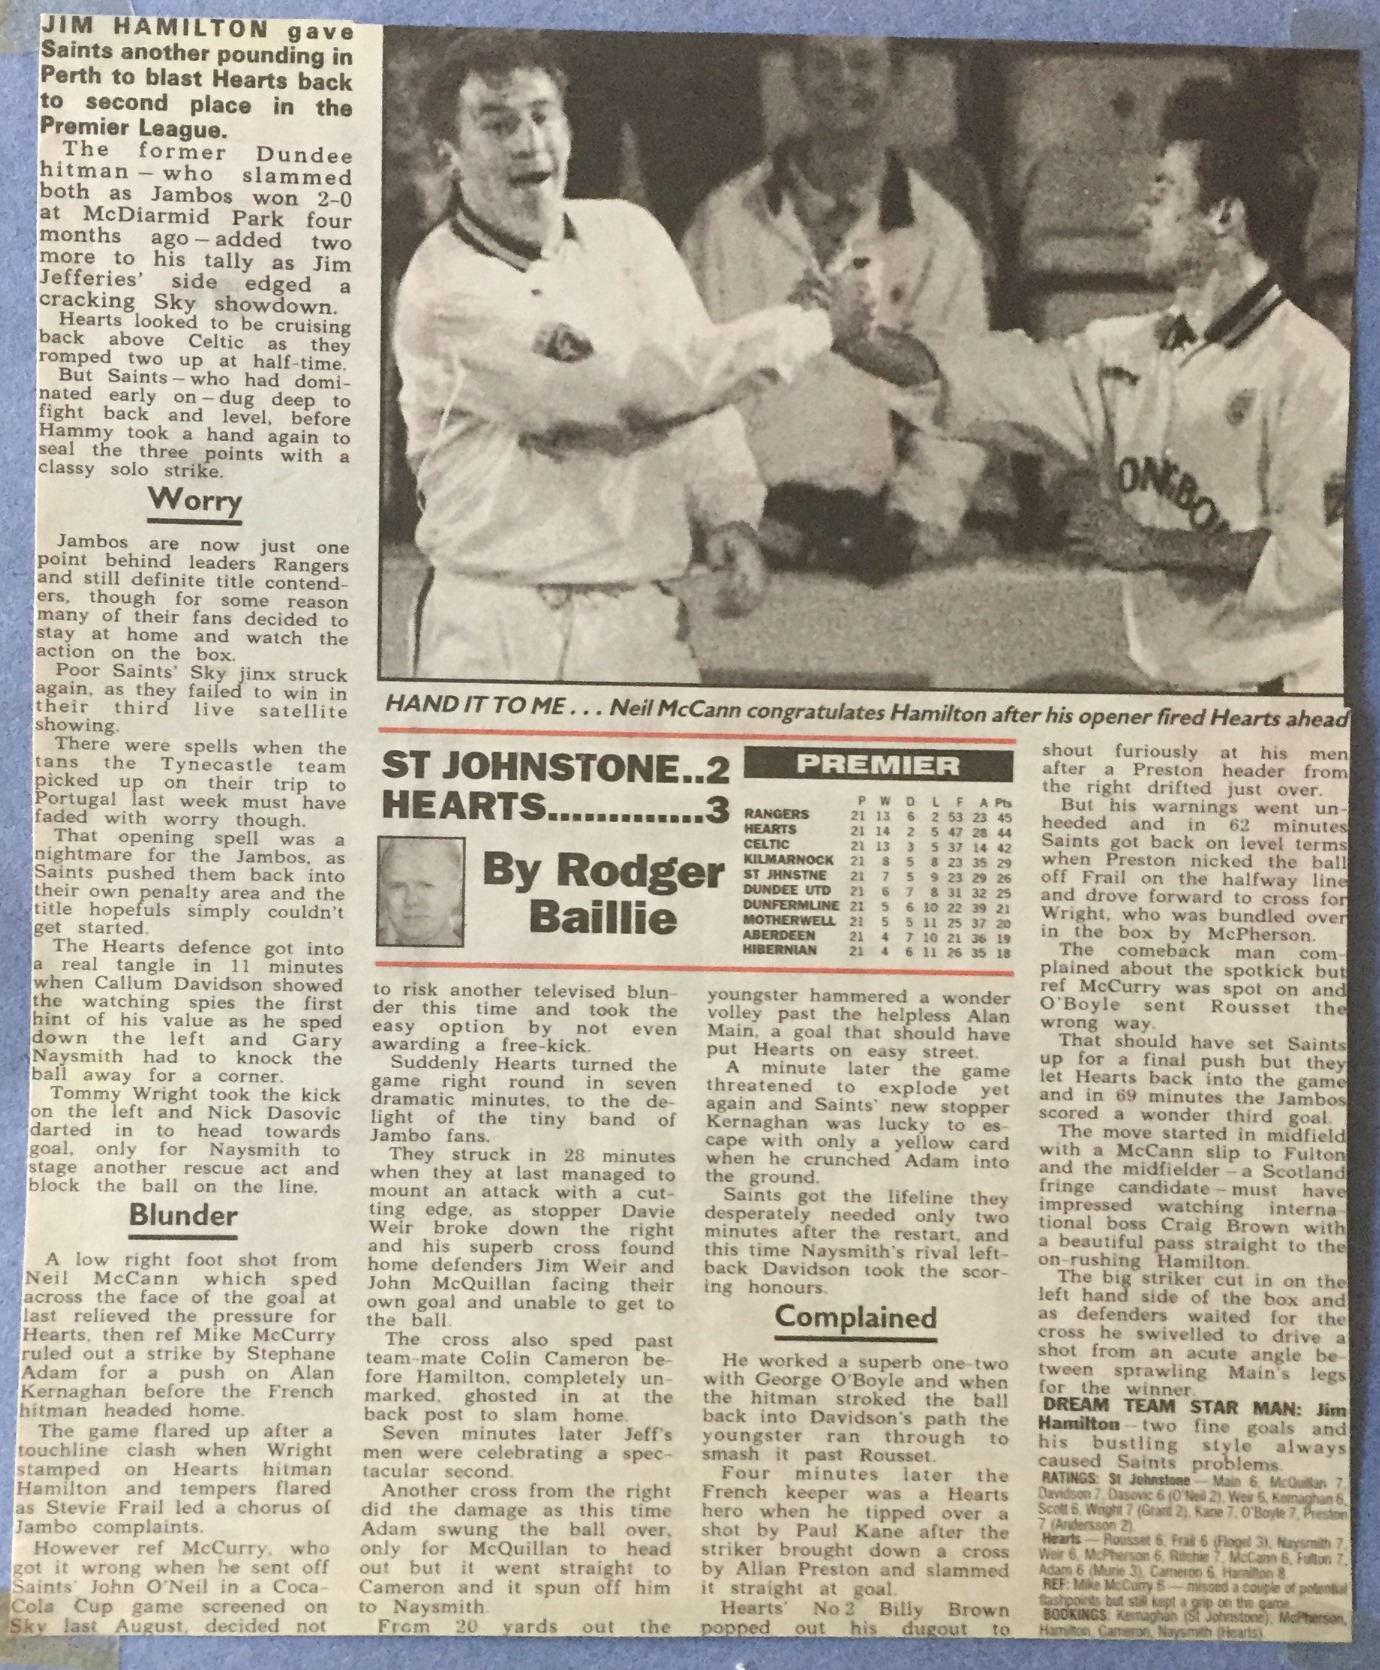 JIM HAMILTON gave
Saints another pounding in
Perth to blast Hearts back
to second place in the
Premier League.
The former Dundee
hitman – who slammed
both as Jambos won 2-0
at McDiarmid Park four
months ago – added two
more to his tally as Jim
Jefferies' side edged a
cracking Sky showdown.
Hearts looked to be cruising
back above Celtic as they
romped two up at half-time.
But Saints – who had domi-
nated early on – dug deep to
fight back and level, before
Hammy took a hand again to
seal the three points with a
classy solo strike.
Worry
Jambos are now just one
point behind leaders Rangers
and still definite title contend-
ers, though for some reason
many of their fans decided to
stay at home and watch the
action on the box.
Poor Saints' Sky jinx struck
again, as they failed to win in
their third live satellite
showing.
There were spells when the
tans the Tynecastle team
picked up on their trip to
Portugal last week must have
faded with worry though.
That opening spell was a
nightmare for the Jambos, as
Saints pushed them back into
their own penalty area and the
title hopefuls simply couldn't
get started.
The Hearts defence got into
a real tangle in 11 minutes
when Callum Davidson showed
the watching spies the first
hint of his value as he sped
down the left and Gary
Naysmith had to knock the
ball away for a corner.
Tommy Wright took the kick
on the left and Nick Dasovic
darted in to head towards
goal, only for Naysmith to
stage another rescue act and
block the ball on the line.
Blunder
A low right foot shot from
Neil McCann which sped
across the face of the goal at
last relieved the pressure for
Hearts, then ref Mike McCurry
ruled out a strike by Stephane
Adam for a push on Alan
Kernaghan before the French
hitman headed home.
The game flared up after a
touchline clash when Wright
stamped on Hearts hitman
Hamilton and tempers flared
as Stevie Frail led a chorus of
Jambo complaints.
However ref McCurry, who
got it wrong when he sent off
Saints' John O'Neil in a Coca-
Cola Cup game screened on
Sky last August, decided not
ONGBO
HAND IT TO ME . . . Neil McCann congratulates Hamilton after his opener fired Hearts ahead
ST JOHNSTONE..2
HEARTS.............3
By Rodger
Baillie
PREMIER
P W D L F A Pts
RANGERS 21 13 6 2 53 23 45
HEARTS 21 14 2 5 47 28 44
CELTIC 21 13 3 5 37 14 42
KILMARNOCK 21 8 5 8 23 35 29
ST JHNSTNE 21 7 5 9 23 29 26
DUNDEE UTD 21 6 7 8 31 32 25
DUNFERMLINE 21 5 6 10 22 39 21
MOTHERWELL 21 5 5 11 25 37 20
ABERDEEN 21 4 7 10 21 36 19
HIBERNIAN 21 4 6 11 26 35 18
to risk another televised blun-
der this time and took the
easy option by not even
awarding a free-kick.
Suddenly Hearts turned the
game right round in seven
dramatic minutes, to the de-
light of the tiny band of
Jambo fans.
They struck in 28 minutes
when they at last managed to
mount an attack with a cut-
ting edge, as stopper Davie
Weir broke down the right
and his superb cross found
home defenders Jim Weir and
John McQuillan facing their
own goal and unable to get to
the ball.
The cross also sped past
team-mate Colin Cameron be-
fore Hamilton, completely un-
marked, ghosted in at the
back post to slam home.
Seven minutes later Jeff's
men were celebrating a spec-
tacular second.
Another cross from the right
did the damage as this time
Adam swung the ball over,
only for McQuillan to head
out but it went straight to
Cameron and it spun off him
to Naysmith.
From 20 yards out the
youngster hammered a wonder
volley past the helpless Alan
Main, a goal that should have
put Hearts on easy street.
A minute later the game
threatened to explode yet
again and Saints' new stopper
Kernaghan was lucky to es-
cape with only a yellow card
when he crunched Adam into
the ground.
Saints got the lifeline they
desperately needed only two
minutes after the restart, and
this time Naysmith's rival left-
back Davidson took the scor-
ing honours.
Complained
He worked a superb one-two
with George O'Boyle and when
the hitman stroked the ball
back into Davidson's path the
youngster ran through to
smash it past Rousset.
Four minutes later the
French keeper was a Hearts
hero when he tipped over a
shot by Paul Kane after the
striker brought down a cross
by Allan Preston and slammed
it straight at goal.
Hearts' No 2 Billy Brown
popped out his dugout to
shout furiously at his men
after a Preston header from
the right drifted just over.
But his warnings went un-
heeded and in 62 minutes
Saints got back on level terms
when Preston nicked the ball
off Frail on the halfway line
and drove forward to cross for
Wright, who was bundled over
in the box by McPherson.
The comeback man com-
plained about the spotkick but
ref McCurry was spot on and
O'Boyle sent Rousset the
wrong way.
That should have set Saints
up for a final push but they
let Hearts back into the game
and in 69 minutes the Jambos
scored a wonder third goal.
The move started in midfield
with a McCann slip to Fulton
and the midfielder – a Scotland
fringe candidate – must have
impressed watching interna-
tional boss Craig Brown with
a beautiful pass straight to the
on-rushing Hamilton.
The big striker cut in on the
left hand side of the box and
as defenders waited for the
cross he swivelled to drive a
shot from an acute angle be-
tween sprawling Main's legs
for the winner.
DREAM TEAM STAR MAN: Jim
Hamilton – two fine goals and
his bustling style always
caused Saints problems.
RATINGS: St Johnstone — Main 6, McQuillan 7,
Davidson 7, Dasovic 6 (O'Neil 2), Weir 6, Kernaghan 6,
Scott 6, Wright 7 (Grant 2), Kane 7, O'Boyle 7, Preston
7 (Andersson 2).
Hearts — Rousset 6, Frail 6 (Flogel 3), Naysmith 7,
Weir 6, McPherson 6, Ritchie 7, McCann 6, Fulton 7,
Adam 6 (Murie 3), Cameron 6, Hamilton 8.
REF: Mike McCurry 6 — missed a couple of potential
flashpoints but still kept a grip on the game.
BOOKINGS: Kernaghan (St Johnstone); McPherson,
Hamilton, Cameron, Naysmith (Hearts).